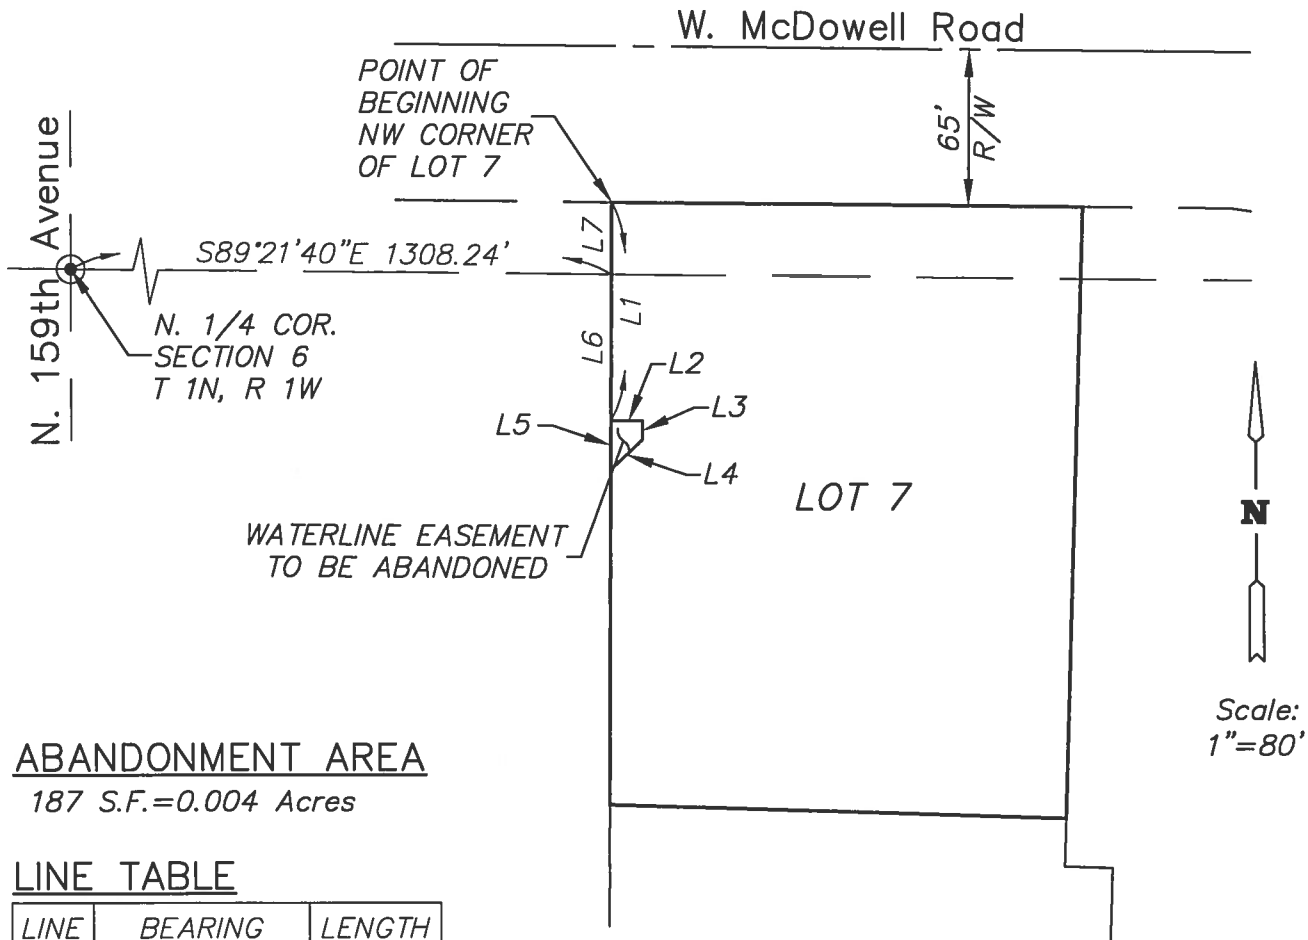 W. McDowell Road
POINT OF
BEGINNING
NW CORNER
OF LOT 7
65'
R/W
N. 159th Avenue
S89°21'40"E 1308.24'
L7
L1
L6
N. 1/4 COR.
SECTION 6
T 1N, R 1W
L2
L3
L5
L4
LOT 7
WATERLINE EASEMENT
TO BE ABANDONED
N
Scale:
1"=80'
ABANDONMENT AREA
187 S.F.=0.004 Acres
LINE TABLE
LINE BEARING LENGTH